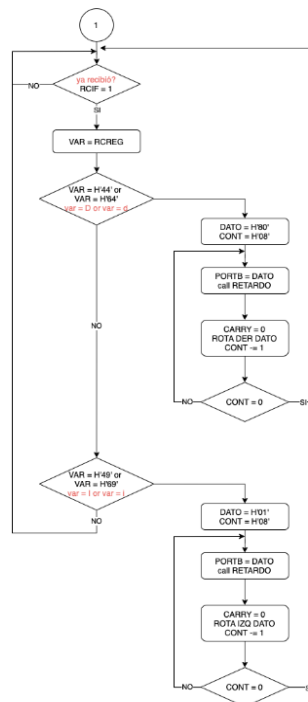 1
ya recibió?
RCIF = 1
NO
SI
VAR = RCREG
VAR = H'44' or
VAR = H'64'
var = D or var = d
DATO = H'80'
CONT = H'08'
PORTB = DATO
call RETARDO
CARRY = 0
ROTA DER DATO
CONT -= 1
NO
CONT = 0
SI
NO
VAR = H'49' or
VAR = H'69'
var = I or var = i
NO
DATO = H'01'
CONT = H'08'
PORTB = DATO
call RETARDO
CARRY = 0
ROTA IZQ DATO
CONT -= 1
NO
CONT = 0